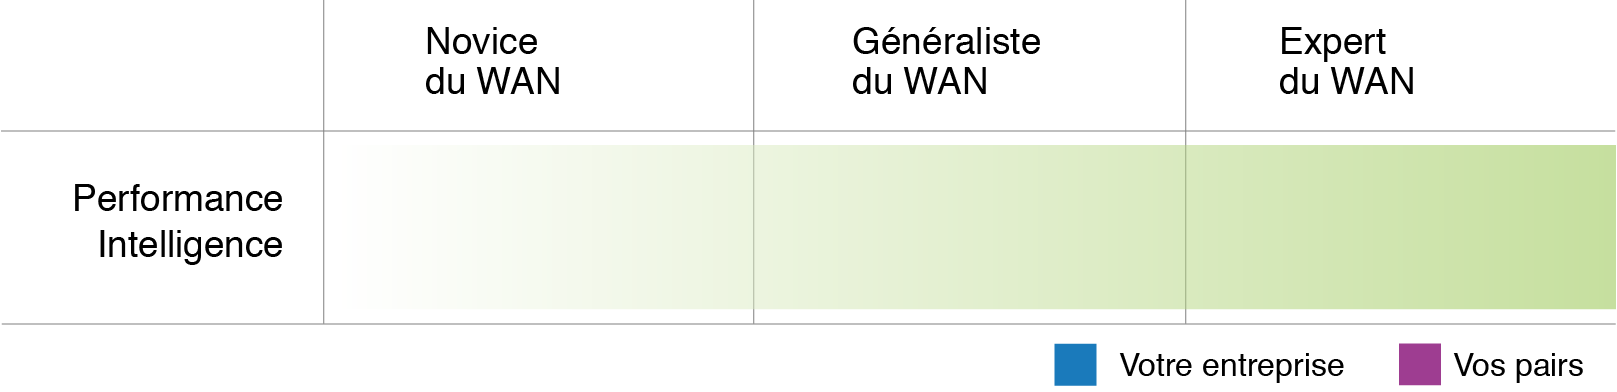 Novice
du WAN
Généraliste
du WAN
Expert
du WAN
Performance
Intelligence
Votre entreprise
Vos pairs